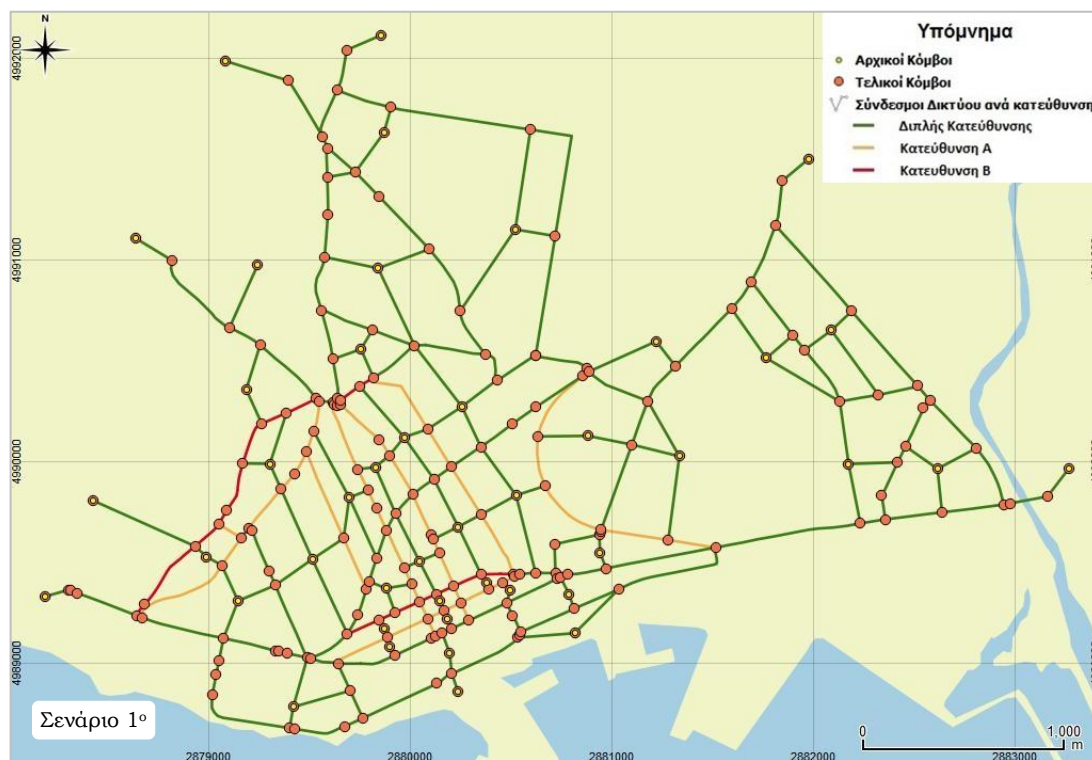 N
Υπόμνημα
Αρχικοί Κόμβοι
Τελικοί Κόμβοι
Σύνδεσμοι Δικτύου ανά κατεύθυνση
Διπλής Κατεύθυνσης
Κατεύθυνση Α
Κατευθυνση Β
4992000
4991000
4990000
4989000
Σενάριο 1ο
0 1,000
m
2879000 2880000 2881000 2882000 2883000